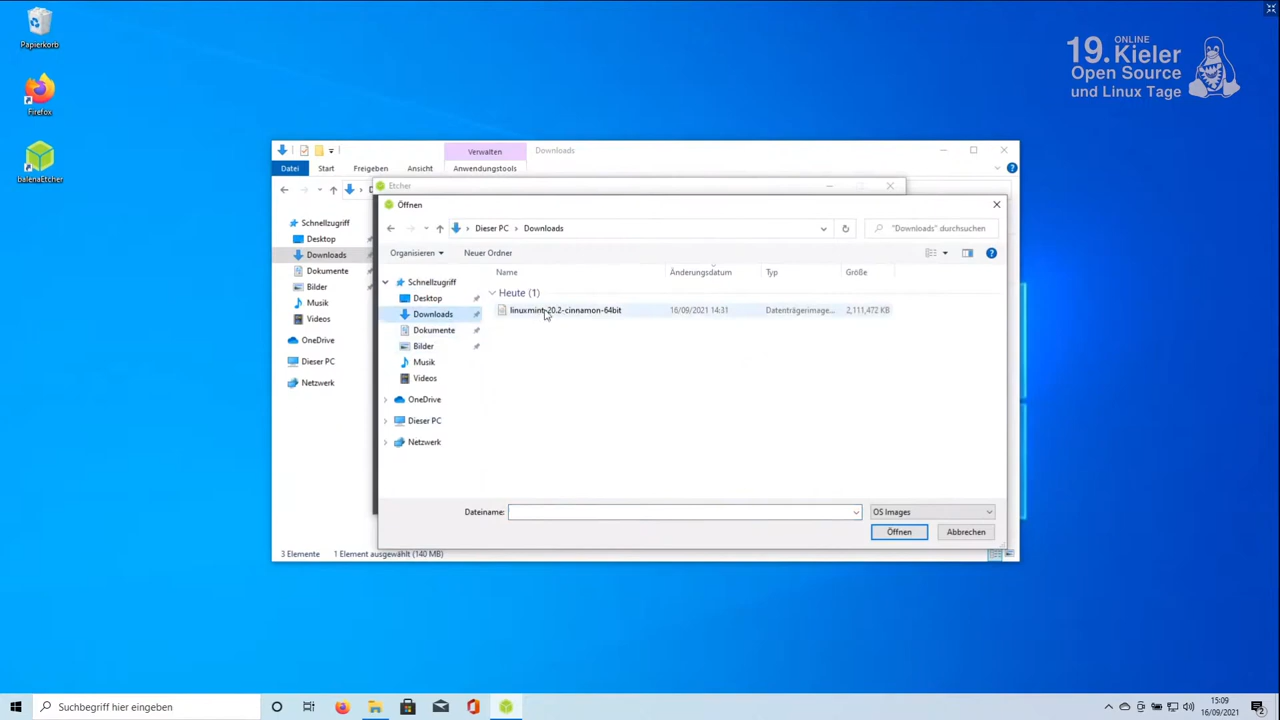 Papierkorb
Firefox
balenaEtcher
ONLINE
19. Kieler
Open Source
und Linux Tage
Verwalten
Downloads
Datei
Start
Freigeben
Ansicht
Anwendungstools
Schnellzugriff
Desktop
Downloads
Dokumente
Bilder
Musik
Videos
OneDrive
Dieser PC
Netzwerk
3 Elemente
1 Element ausgewählt (140 MB)
Etcher
Öffnen
Dieser PC > Downloads
"Downloads" durchsuchen
Organisieren
Neuer Ordner
Schnellzugriff
Desktop
Downloads
Dokumente
Bilder
Musik
Videos
OneDrive
Dieser PC
Netzwerk
Name Änderungsdatum Typ Größe
Heute (1)
linuxmint-20.2-cinnamon-64bit 16/09/2021 14:31 Datenträgerimage... 2,111,472 KB
Dateiname:
OS Images
Öffnen
Abbrechen
Suchbegriff hier eingeben
15:09
16/09/2021
2